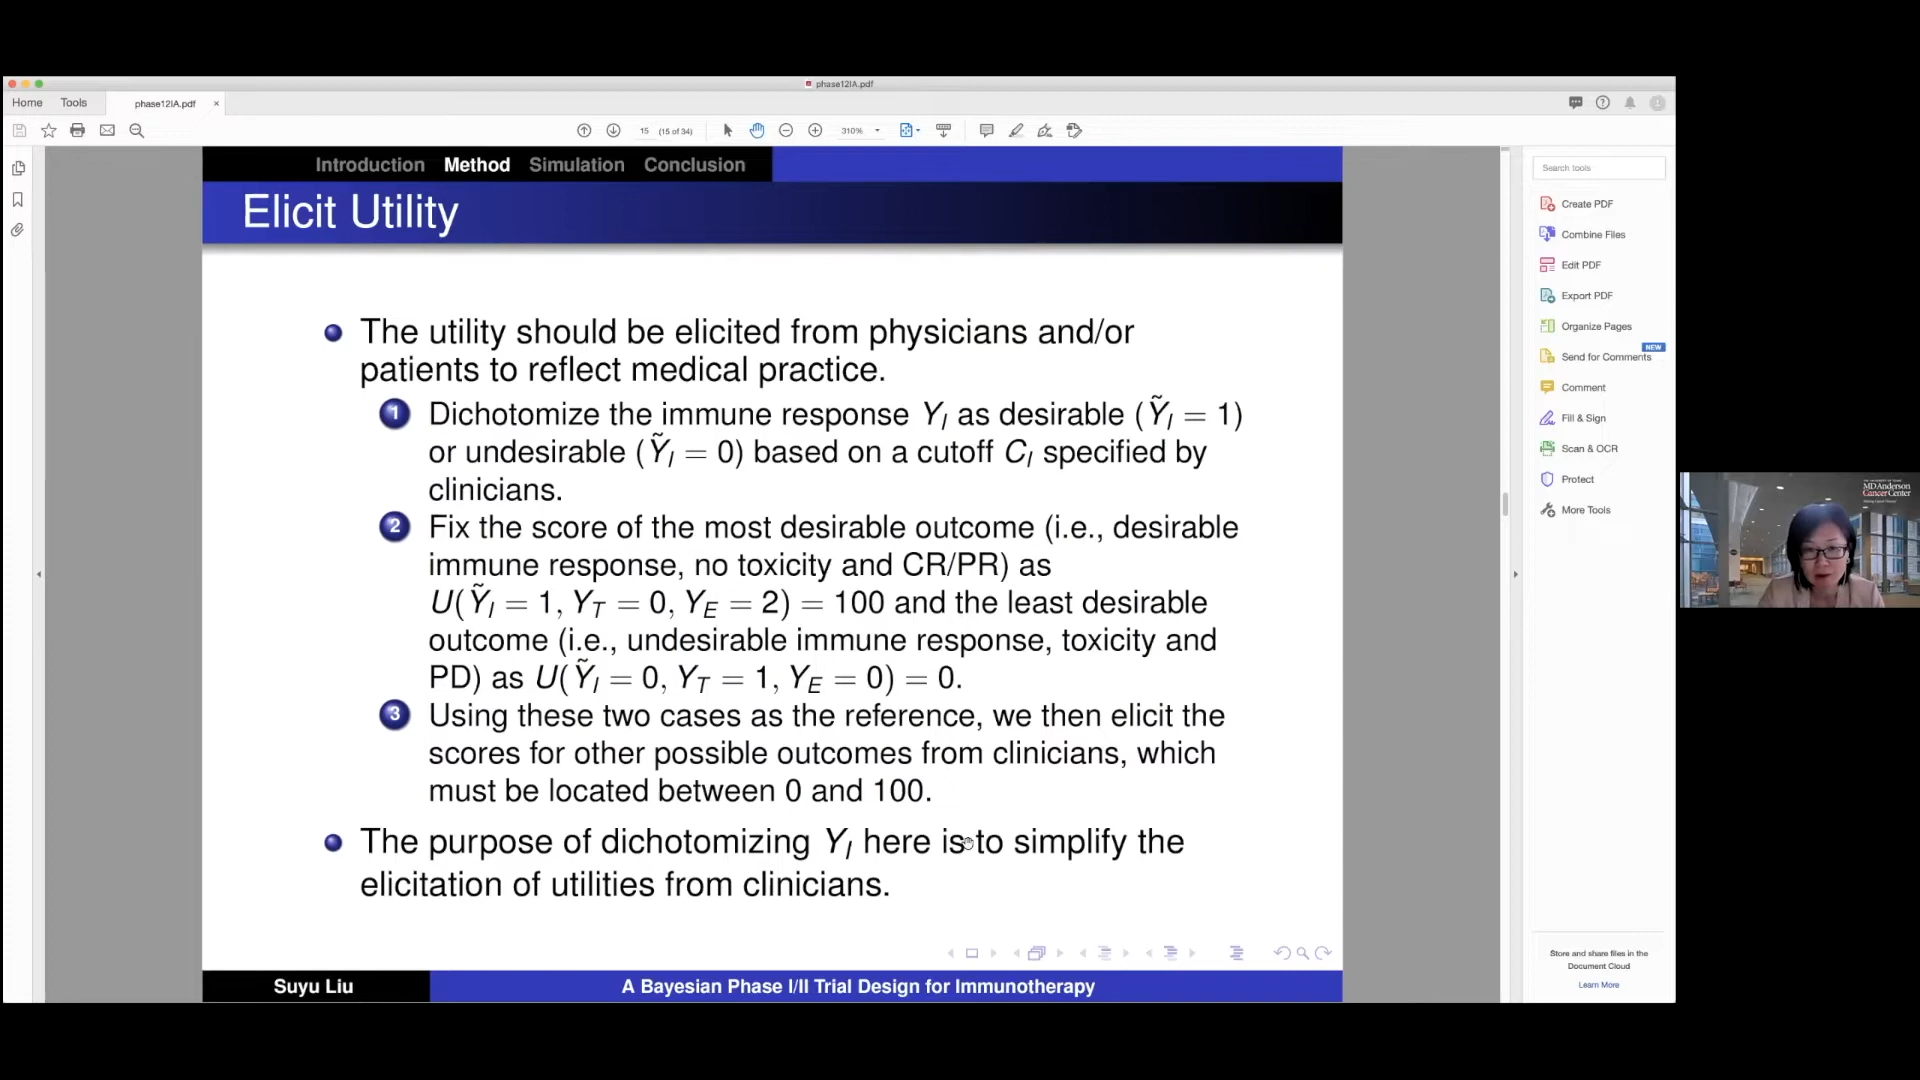 phase12IA.pdf
Home Tools phase12IA.pdf ×
15 (15 of 34) 310%
Introduction Method Simulation Conclusion
Elicit Utility
The utility should be elicited from physicians and/or
patients to reflect medical practice.
1 Dichotomize the immune response Y_I as desirable (Ỹ_I = 1)
or undesirable (Ỹ_I = 0) based on a cutoff C_I specified by
clinicians.
2 Fix the score of the most desirable outcome (i.e., desirable
immune response, no toxicity and CR/PR) as
U(Ỹ_I = 1, Y_T = 0, Y_E = 2) = 100 and the least desirable
outcome (i.e., undesirable immune response, toxicity and
PD) as U(Ỹ_I = 0, Y_T = 1, Y_E = 0) = 0.
3 Using these two cases as the reference, we then elicit the
scores for other possible outcomes from clinicians, which
must be located between 0 and 100.
The purpose of dichotomizing Y_I here is to simplify the
elicitation of utilities from clinicians.
Suyu Liu A Bayesian Phase I/II Trial Design for Immunotherapy
Search tools
Create PDF
Combine Files
Edit PDF
Export PDF
Organize Pages
NEW
Send for Comments
Comment
Fill & Sign
Scan & OCR
Protect
More Tools
Store and share files in the
Document Cloud
Learn More
MD Anderson
Cancer Center